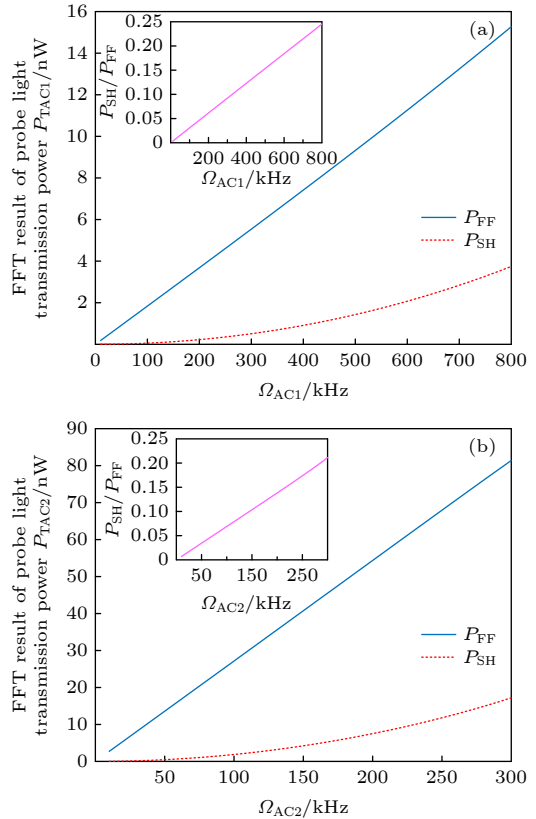 (a)
FFT result of probe light
transmission power P_TAC1/nW
16
14
12
10
8
6
4
2
0 100 200 300 400 500 600 700 800
Ω_AC1/kHz
P_FF
P_SH
P_SH/P_FF
0.25
0.20
0.15
0.10
0.05
0
200 400 600 800
Ω_AC1/kHz
(b)
FFT result of probe light
transmission power P_TAC2/nW
90
80
70
60
50
40
30
20
10
0
50 100 150 200 250 300
Ω_AC2/kHz
P_FF
P_SH
P_SH/P_FF
0.25
0.20
0.15
0.10
0.05
0
50 150 250
Ω_AC2/kHz